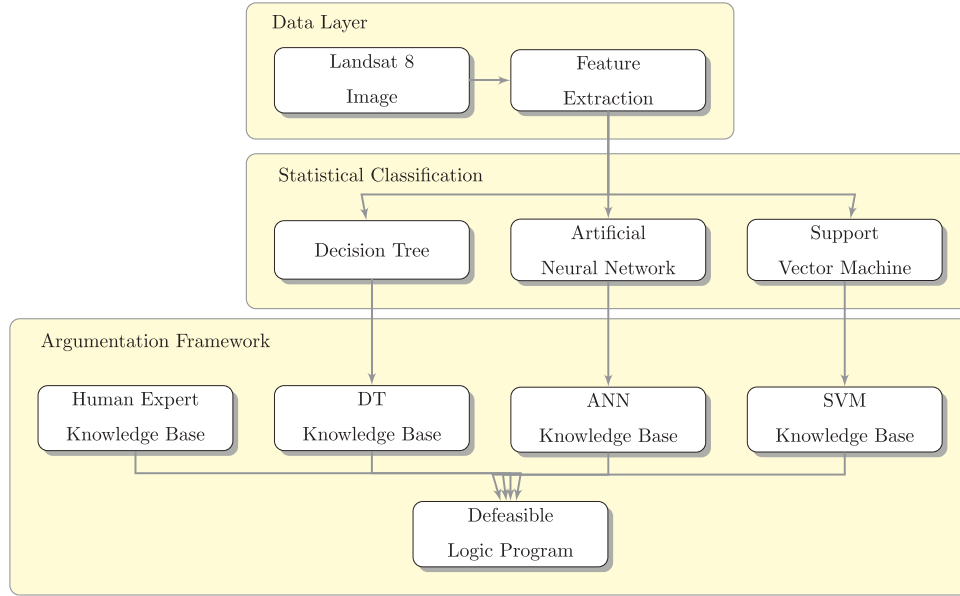 Data Layer
Landsat 8
Image
Feature
Extraction
Statistical Classification
Decision Tree
Artificial
Neural Network
Support
Vector Machine
Argumentation Framework
Human Expert
Knowledge Base
DT
Knowledge Base
ANN
Knowledge Base
SVM
Knowledge Base
Defeasible
Logic Program